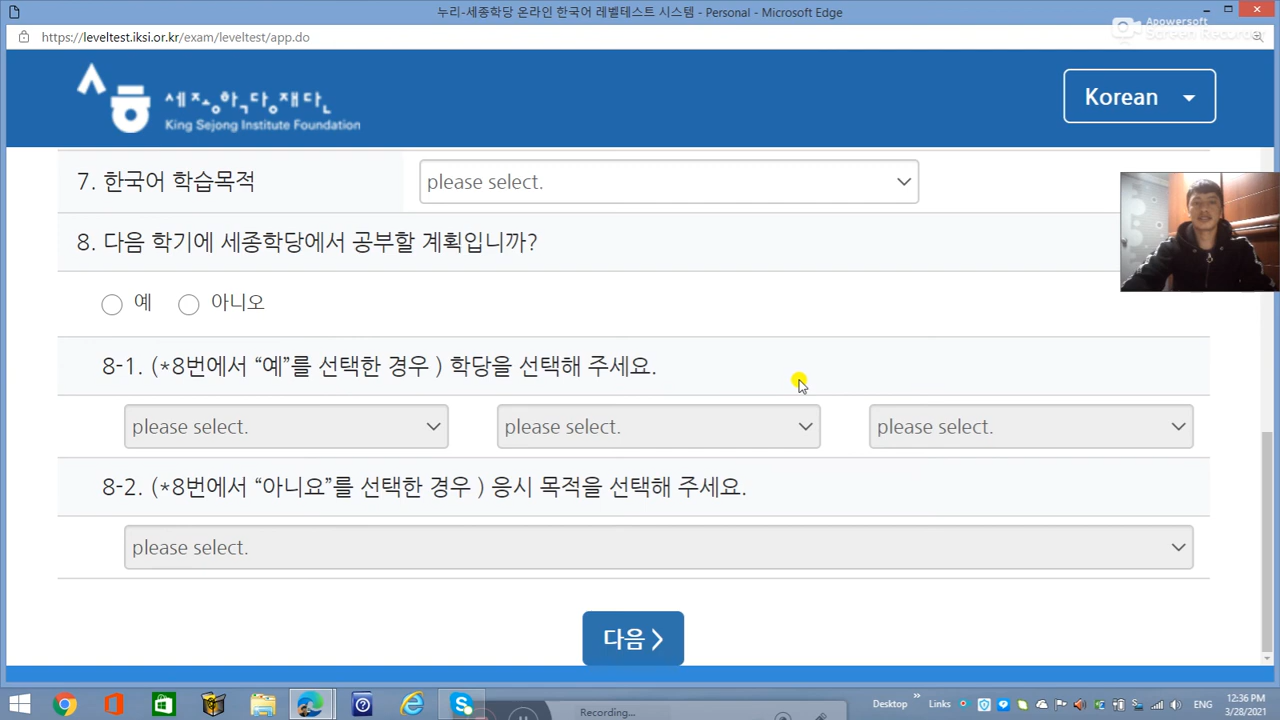 누리-세종학당 온라인 한국어 레벨테스트 시스템 - Personal - Microsoft Edge
Apowersoft
Screen Recorder
https://leveltest.iksi.or.kr/exam/leveltest/app.do
세종학당재단
King Sejong Institute Foundation
Korean
7. 한국어 학습목적
please select.
8. 다음 학기에 세종학당에서 공부할 계획입니까?
예 아니오
8-1. (*8번에서 “예”를 선택한 경우 ) 학당을 선택해 주세요.
please select. please select. please select.
8-2. (*8번에서 “아니요”를 선택한 경우 ) 응시 목적을 선택해 주세요.
please select.
다음
Desktop Links ENG
12:36 PM
3/28/2021
Recording...